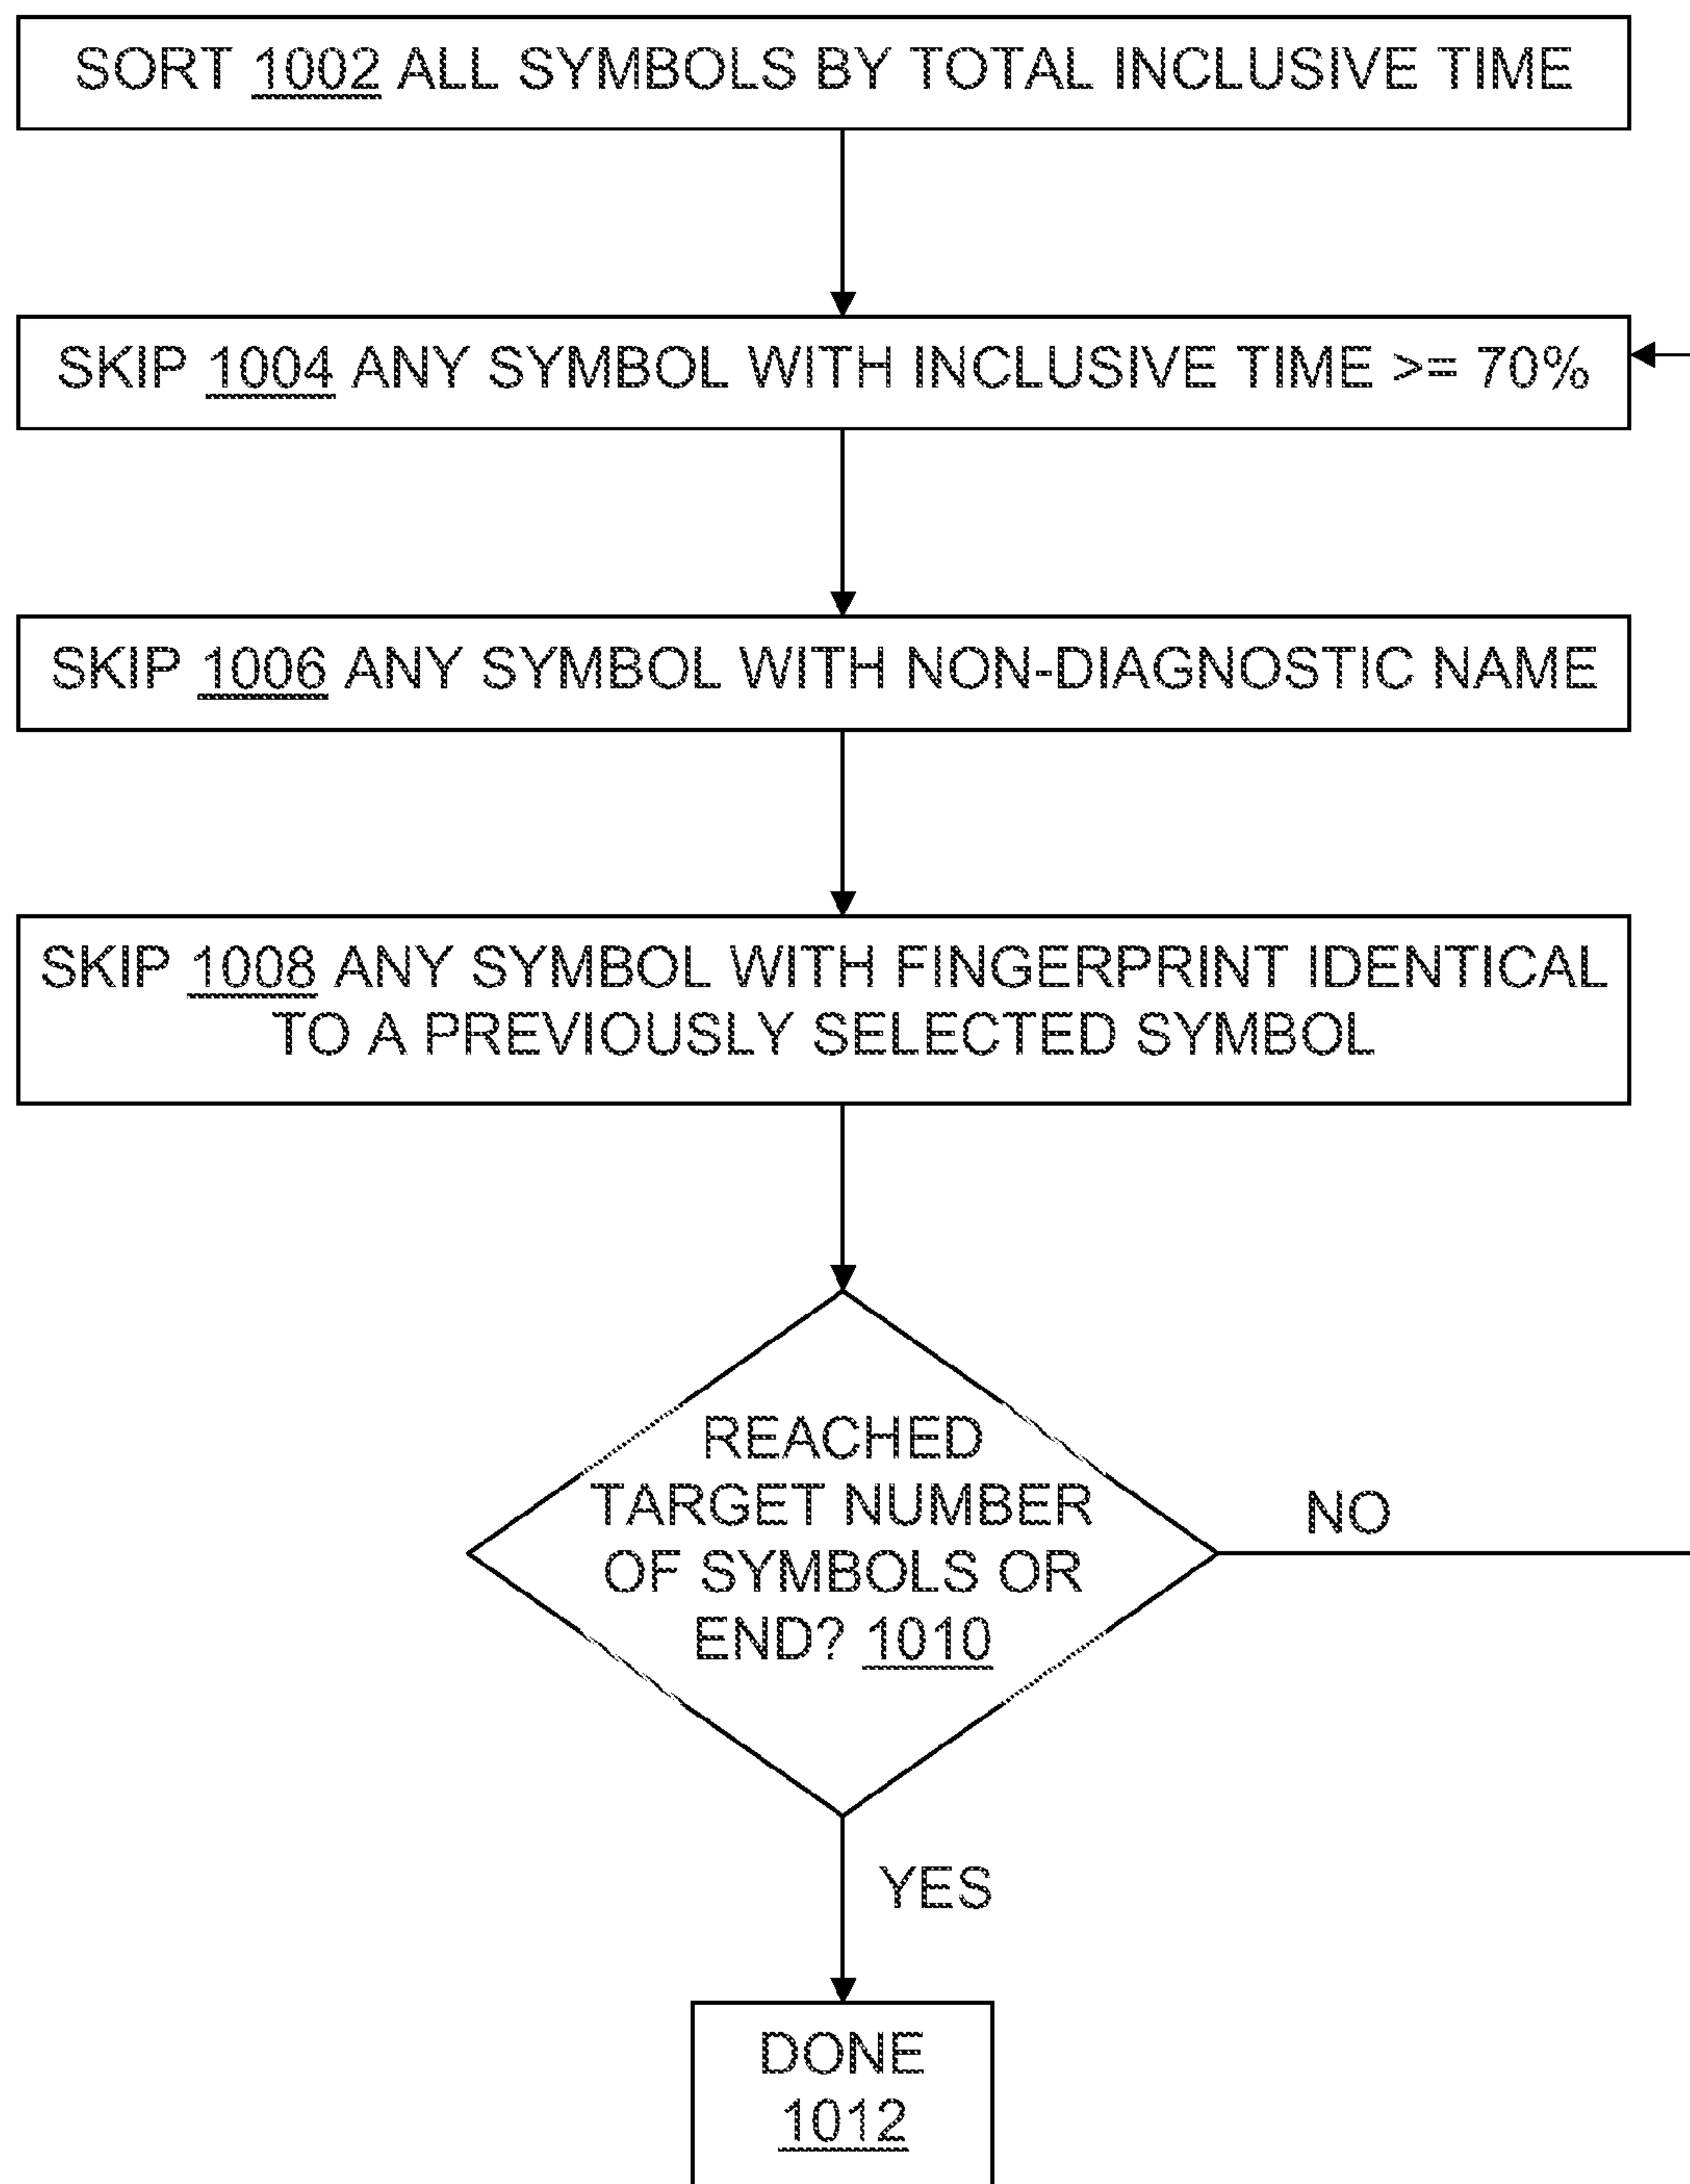 SORT 1002 ALL SYMBOLS BY TOTAL INCLUSIVE TIME
SKIP 1004 ANY SYMBOL WITH INCLUSIVE TIME >= 70%
SKIP 1006 ANY SYMBOL WITH NON-DIAGNOSTIC NAME
SKIP 1008 ANY SYMBOL WITH FINGERPRINT IDENTICAL
TO A PREVIOUSLY SELECTED SYMBOL
REACHED
TARGET NUMBER
OF SYMBOLS OR
END? 1010
NO
YES
DONE
1012